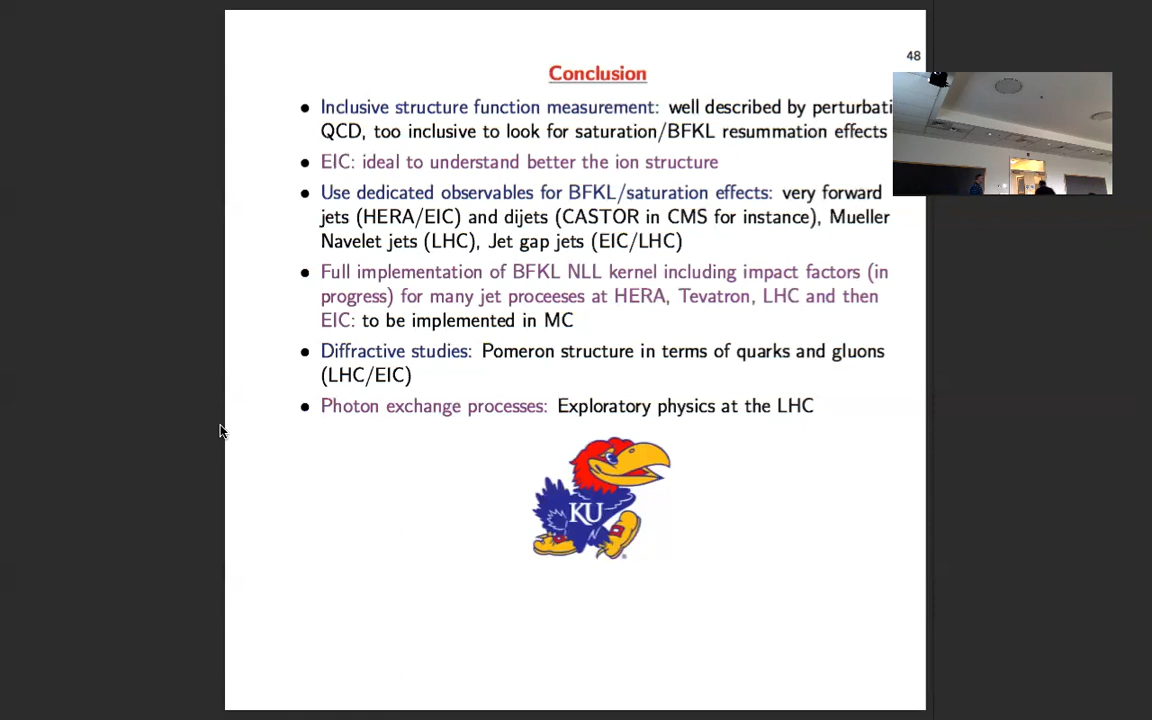 48
Conclusion
• Inclusive structure function measurement: well described by perturbati
QCD, too inclusive to look for saturation/BFKL resummation effects
• EIC: ideal to understand better the ion structure
• Use dedicated observables for BFKL/saturation effects: very forward
jets (HERA/EIC) and dijets (CASTOR in CMS for instance), Mueller
Navelet jets (LHC), Jet gap jets (EIC/LHC)
• Full implementation of BFKL NLL kernel including impact factors (in
progress) for many jet proceeses at HERA, Tevatron, LHC and then
EIC: to be implemented in MC
• Diffractive studies: Pomeron structure in terms of quarks and gluons
(LHC/EIC)
• Photon exchange processes: Exploratory physics at the LHC
KU